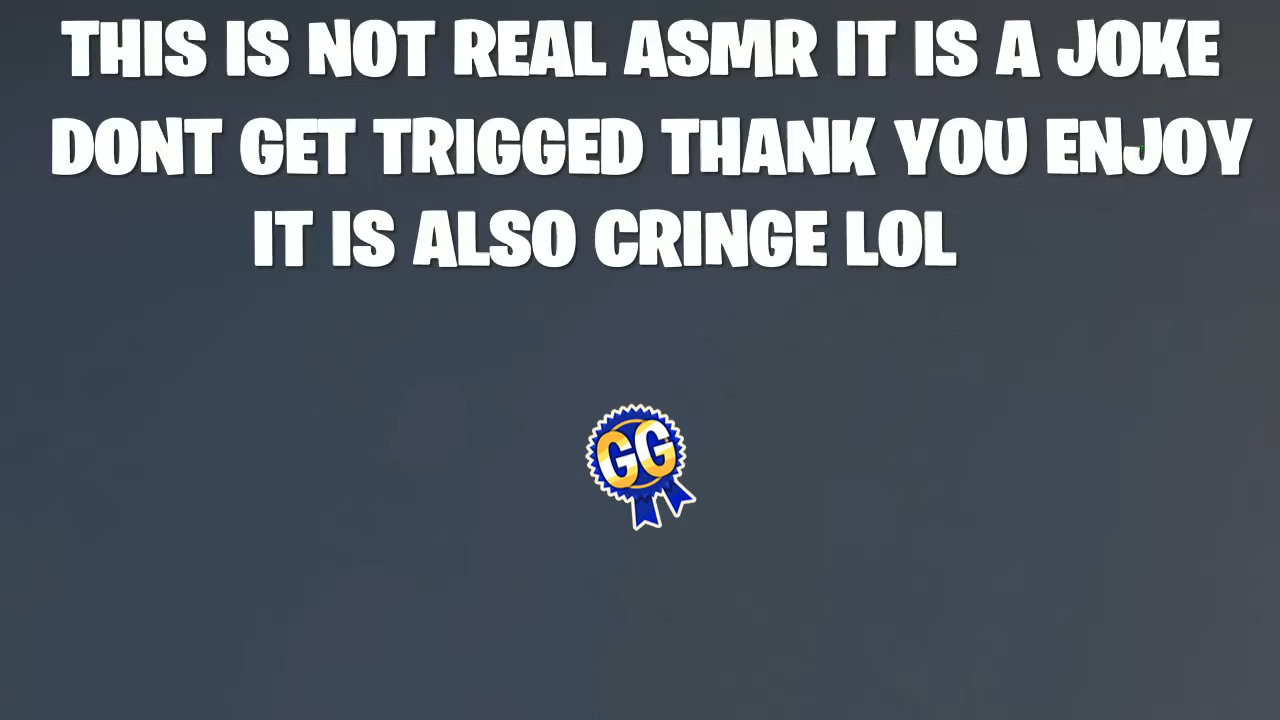 THIS IS NOT REAL ASMR IT IS A JOKE
DONT GET TRIGGED THANK YOU ENJOY
IT IS ALSO CRINGE LOL
GG